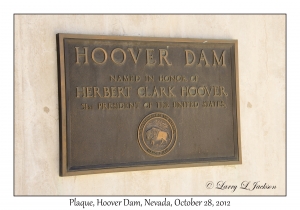 HOOVER DAM
NAMED IN HONOR OF
HERBERT CLARK HOOVER
31st PRESIDENT OF THE UNITED STATES
© Larry L Jackson
Plaque, Hoover Dam, Nevada, October 28, 2012